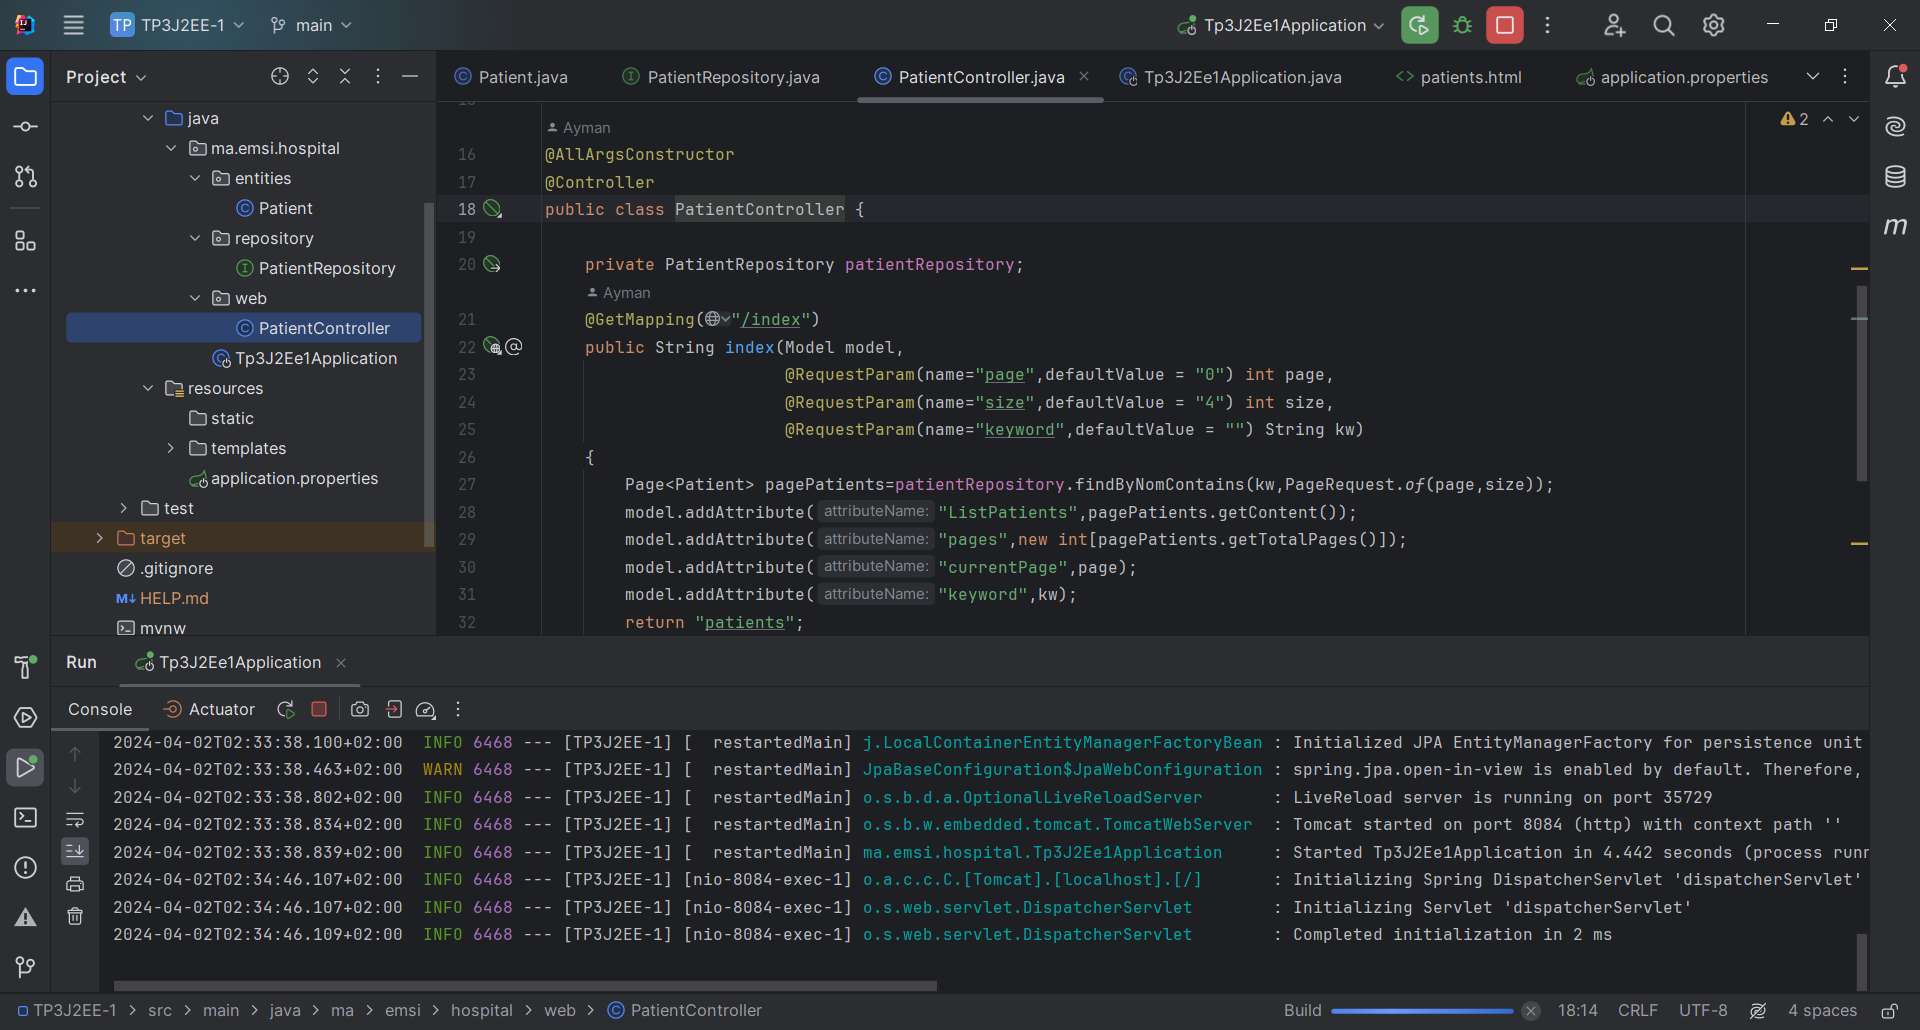 TP TP3J2EE-1 main Tp3J2Ee1Application
Project
Patient.java PatientRepository.java PatientController.java Tp3J2Ee1Application.java patients.html application.properties
java
ma.emsi.hospital
entities
Patient
repository
PatientRepository
web
PatientController
Tp3J2Ee1Application
resources
static
templates
application.properties
test
target
.gitignore
HELP.md
mvnw
2
Ayman
16 @AllArgsConstructor
17 @Controller
18 public class PatientController {
19
20 private PatientRepository patientRepository;
Ayman
21 @GetMapping("/index")
22 public String index(Model model,
23 @RequestParam(name="page",defaultValue = "0") int page,
24 @RequestParam(name="size",defaultValue = "4") int size,
25 @RequestParam(name="keyword",defaultValue = "") String kw)
26 {
27 Page<Patient> pagePatients=patientRepository.findByNomContains(kw,PageRequest.of(page,size));
28 model.addAttribute( attributeName: "ListPatients",pagePatients.getContent());
29 model.addAttribute( attributeName: "pages",new int[pagePatients.getTotalPages()]);
30 model.addAttribute( attributeName: "currentPage",page);
31 model.addAttribute( attributeName: "keyword",kw);
32 return "patients";
Run Tp3J2Ee1Application
Console Actuator
2024-04-02T02:33:38.100+02:00 INFO 6468 --- [TP3J2EE-1] [ restartedMain] j.LocalContainerEntityManagerFactoryBean : Initialized JPA EntityManagerFactory for persistence unit
2024-04-02T02:33:38.463+02:00 WARN 6468 --- [TP3J2EE-1] [ restartedMain] JpaBaseConfiguration$JpaWebConfiguration : spring.jpa.open-in-view is enabled by default. Therefore,
2024-04-02T02:33:38.802+02:00 INFO 6468 --- [TP3J2EE-1] [ restartedMain] o.s.b.d.a.OptionalLiveReloadServer : LiveReload server is running on port 35729
2024-04-02T02:33:38.834+02:00 INFO 6468 --- [TP3J2EE-1] [ restartedMain] o.s.b.w.embedded.tomcat.TomcatWebServer : Tomcat started on port 8084 (http) with context path ''
2024-04-02T02:33:38.839+02:00 INFO 6468 --- [TP3J2EE-1] [ restartedMain] ma.emsi.hospital.Tp3J2Ee1Application : Started Tp3J2Ee1Application in 4.442 seconds (process runn
2024-04-02T02:34:46.107+02:00 INFO 6468 --- [TP3J2EE-1] [nio-8084-exec-1] o.a.c.c.C.[Tomcat].[localhost].[/] : Initializing Spring DispatcherServlet 'dispatcherServlet'
2024-04-02T02:34:46.107+02:00 INFO 6468 --- [TP3J2EE-1] [nio-8084-exec-1] o.s.web.servlet.DispatcherServlet : Initializing Servlet 'dispatcherServlet'
2024-04-02T02:34:46.109+02:00 INFO 6468 --- [TP3J2EE-1] [nio-8084-exec-1] o.s.web.servlet.DispatcherServlet : Completed initialization in 2 ms
TP3J2EE-1 > src > main > java > ma > emsi > hospital > web > PatientController Build 18:14 CRLF UTF-8 4 spaces